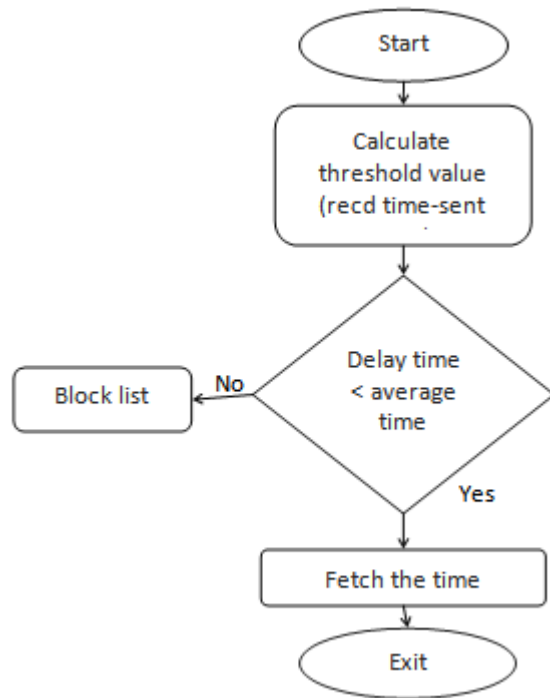 Start
Calculate
threshold value
(recd time-sent
Delay time
< average
time
No
Block list
Yes
Fetch the time
Exit